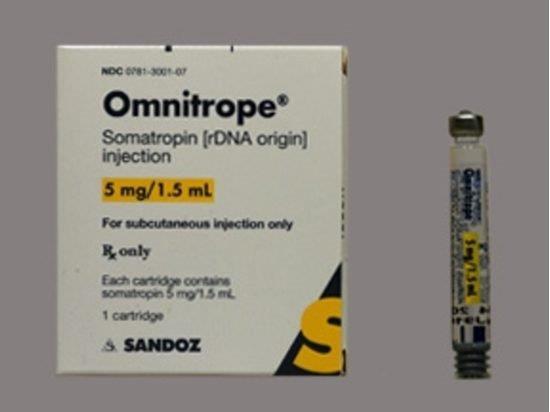 NDC 0781-3001-07
Omnitrope®
Somatropin [rDNA origin]
injection
5 mg/1.5 mL
For subcutaneous injection only
℞ only
Each cartridge contains
somatropin 5 mg/1.5 mL
1 cartridge
SANDOZ
S
Omnitrope
5 mg/1.5 mL